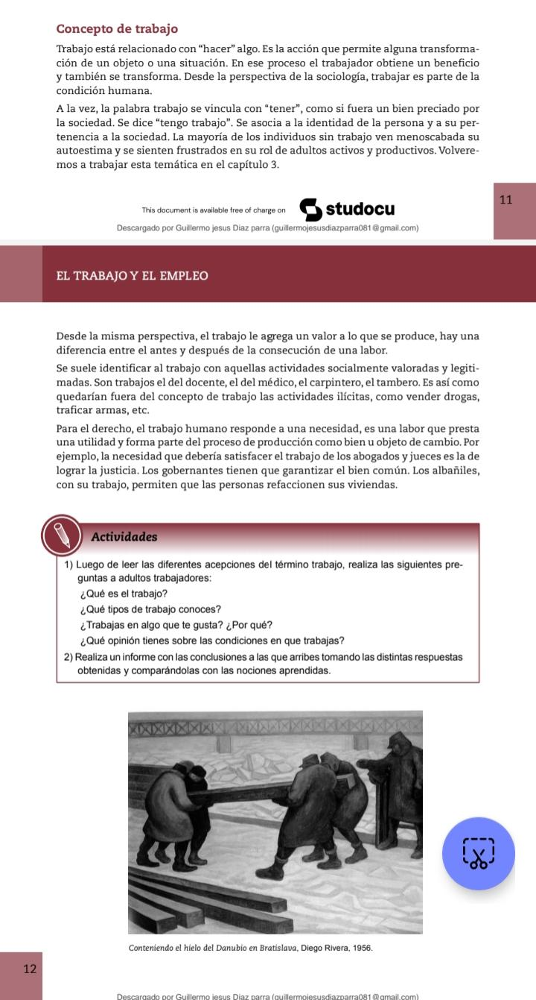 Concepto de trabajo
Trabajo está relacionado con “hacer” algo. Es la acción que permite alguna transforma-
ción de un objeto o una situación. En ese proceso el trabajador obtiene un beneficio
y también se transforma. Desde la perspectiva de la sociología, trabajar es parte de la
condición humana.
A la vez, la palabra trabajo se vincula con “tener”, como si fuera un bien preciado por
la sociedad. Se dice “tengo trabajo”. Se asocia a la identidad de la persona y a su per-
tenencia a la sociedad. La mayoría de los individuos sin trabajo ven menoscabada su
autoestima y se sienten frustrados en su rol de adultos activos y productivos. Volvere-
mos a trabajar esta temática en el capítulo 3.
11
This document is available free of charge on studocu
Descargado por Guillermo jesus Diaz parra (guillermojesusdiazparra081@gmail.com)
EL TRABAJO Y EL EMPLEO
Desde la misma perspectiva, el trabajo le agrega un valor a lo que se produce, hay una
diferencia entre el antes y después de la consecución de una labor.
Se suele identificar al trabajo con aquellas actividades socialmente valoradas y legiti-
madas. Son trabajos el del docente, el del médico, el carpintero, el tambero. Es así como
quedarían fuera del concepto de trabajo las actividades ilícitas, como vender drogas,
traficar armas, etc.
Para el derecho, el trabajo humano responde a una necesidad, es una labor que presta
una utilidad y forma parte del proceso de producción como bien u objeto de cambio. Por
ejemplo, la necesidad que debería satisfacer el trabajo de los abogados y jueces es la de
lograr la justicia. Los gobernantes tienen que garantizar el bien común. Los albañiles,
con su trabajo, permiten que las personas refaccionen sus viviendas.
Actividades
1) Luego de leer las diferentes acepciones del término trabajo, realiza las siguientes pre-
guntas a adultos trabajadores:
¿Qué es el trabajo?
¿Qué tipos de trabajo conoces?
¿Trabajas en algo que te gusta? ¿Por qué?
¿Qué opinión tienes sobre las condiciones en que trabajas?
2) Realiza un informe con las conclusiones a las que arribes tomando las distintas respuestas
obtenidas y comparándolas con las nociones aprendidas.
Conteniendo el hielo del Danubio en Bratislava, Diego Rivera, 1956.
12
Descargado por Guillermo jesus Diaz parra (guillermojesusdiazparra081@gmail.com)